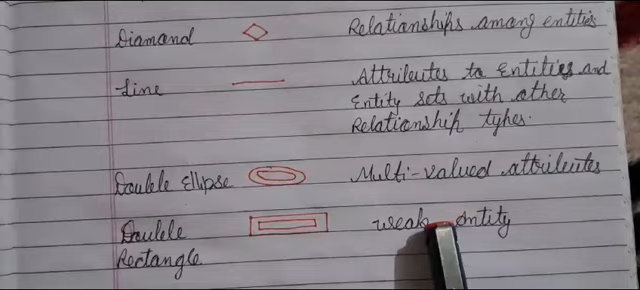 Diamand Relationships among entities
Line Attributes to Entities and
Entity sets with other
Relationship types.
Double Ellipse Multi-valued attributes
Double weak entity
Rectangle